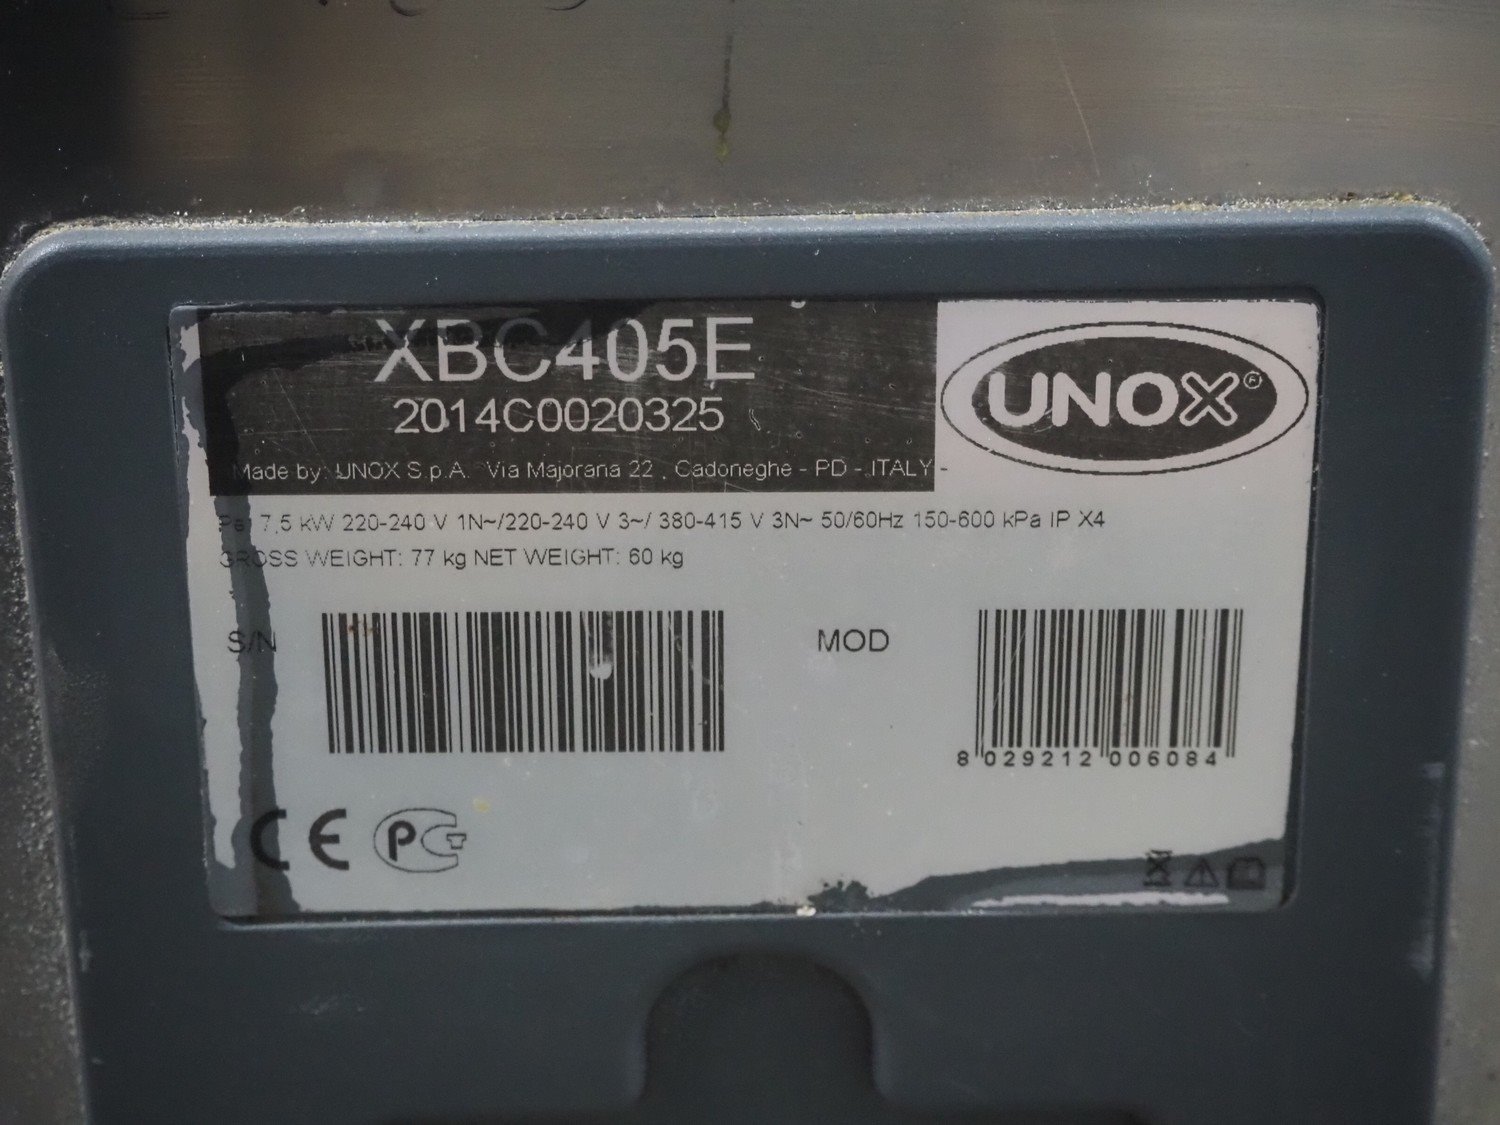 XBC405E
2014C0020325
Made by: UNOX S.p.A. Via Majorana 22 , Cadoneghe - PD - ITALY -
UNOX®
7,5 kW 220-240 V 1N~/220-240 V 3~/ 380-415 V 3N~ 50/60Hz 150-600 kPa IP X4
GROSS WEIGHT: 77 kg NET WEIGHT: 60 kg
S/N
MOD
8 029212 006084
CE PG